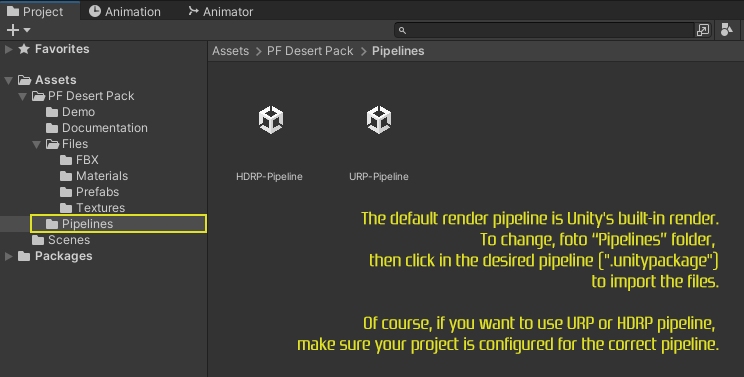 Project
Animation
Animator
Favorites
Assets
PF Desert Pack
Demo
Documentation
Files
FBX
Materials
Prefabs
Textures
Pipelines
Scenes
Packages
Assets > PF Desert Pack > Pipelines
HDRP-Pipeline
URP-Pipeline
The default render pipeline is Unity's built-in render.
To change, foto "Pipelines" folder,
then click in the desired pipeline (".unitypackage")
to import the files.
Of course, if you want to use URP or HDRP pipeline,
make sure your project is configured for the correct pipeline.